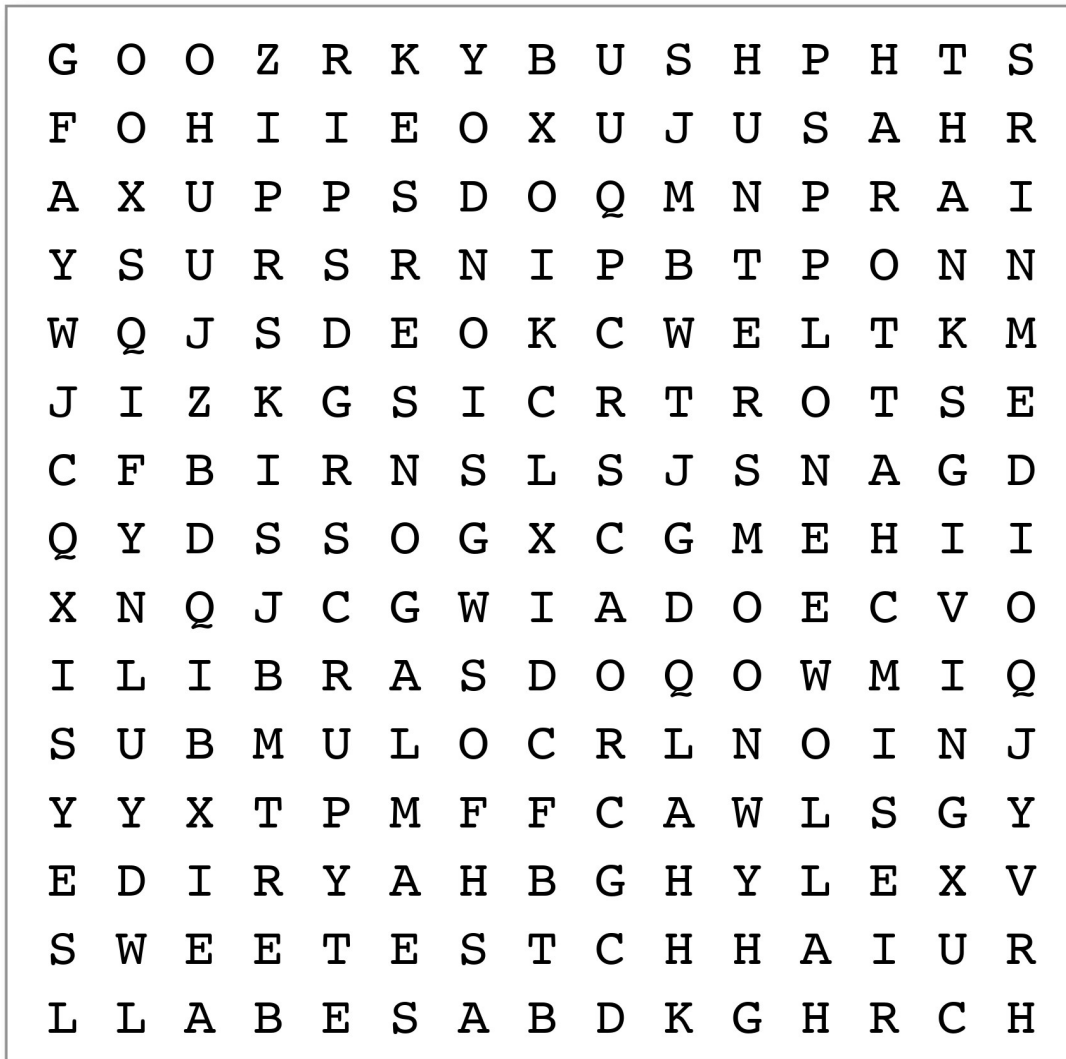 G O O Z R K Y B U S H P H T S
F O H I I E O X U J U S A H R
A X U P P S D O Q M N P R A I
Y S U R S R N I P B T P O N N
W Q J S D E O K C W E L T K M
J I Z K G S I C R T R O T S E
C F B I R N S L S J S N A G D
Q Y D S S O G X C G M E H I I
X N Q J C G W I A D O E C V O
I L I B R A S D O Q O W M I Q
S U B M U L O C R L N O I N J
Y Y X T P M F F C A W L S G Y
E D I R Y A H B G H Y L E X V
S W E E T E S T C H H A I U R
L L A B E S A B D K G H R C H